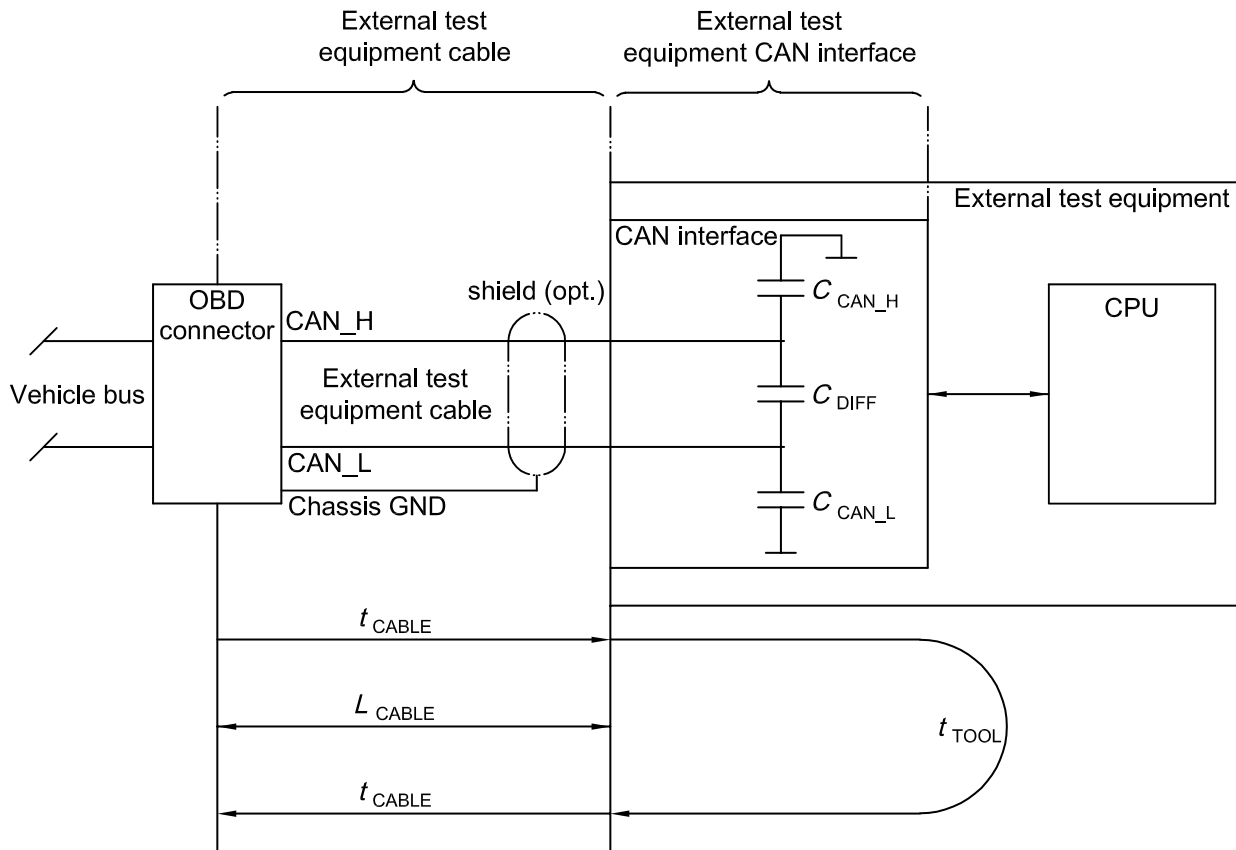 External test
equipment cable
External test
equipment CAN interface
External test equipment
CAN interface
OBD
connector
CAN_H
shield (opt.)
C CAN_H
CPU
Vehicle bus
External test
equipment cable
C DIFF
CAN_L
Chassis GND
C CAN_L
t CABLE
L CABLE
t TOOL
t CABLE